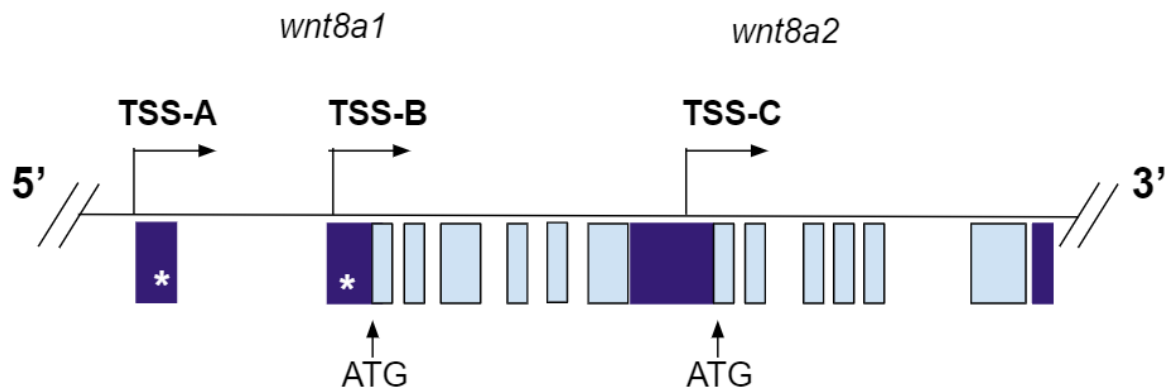 wnt8a1 wnt8a2
TSS-A TSS-B TSS-C
5’ 3’
* *
ATG ATG